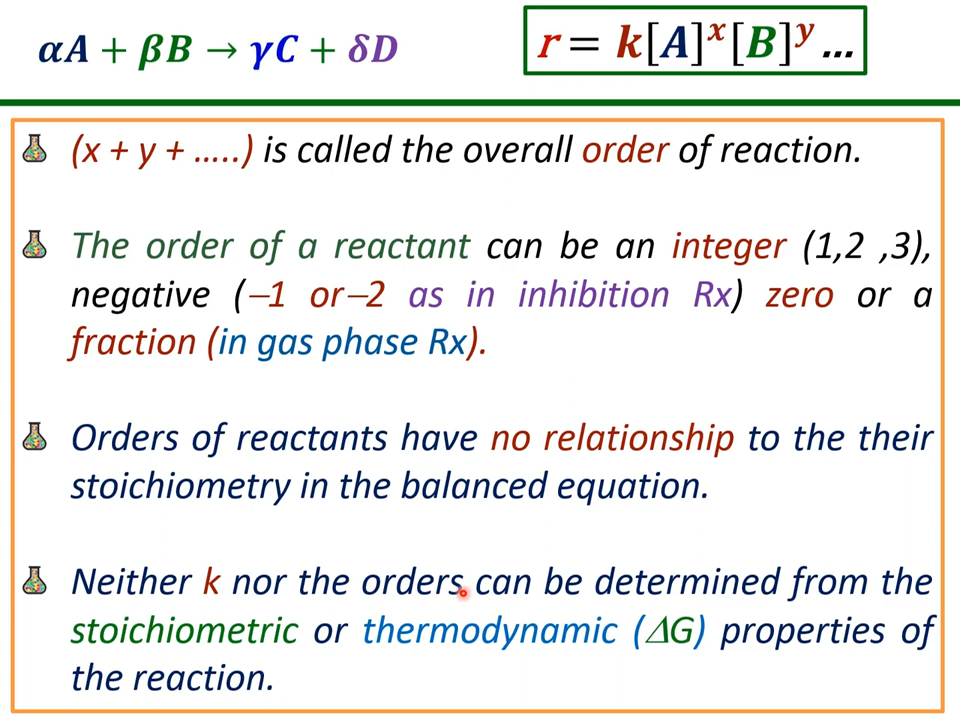 αA + βB → γC + δD
r = k[A]ˣ[B]ʸ ...
(x + y + .....) is called the overall order of reaction.
The order of a reactant can be an integer (1,2 ,3),
negative (−1 or−2 as in inhibition Rx) zero or a
fraction (in gas phase Rx).
Orders of reactants have no relationship to the their
stoichiometry in the balanced equation.
Neither k nor the orders can be determined from the
stoichiometric or thermodynamic (ΔG) properties of
the reaction.